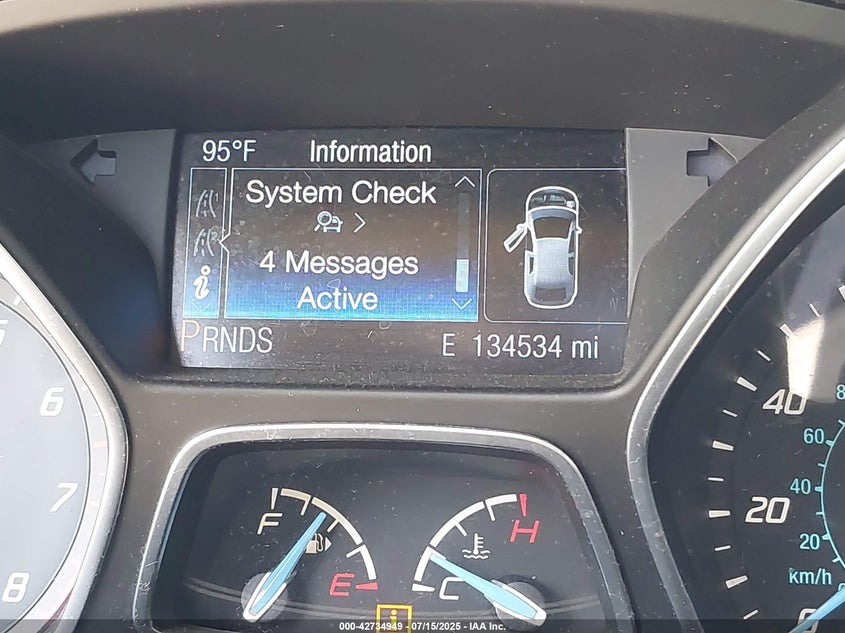 95°F Information
System Check
4 Messages
Active
i
PRNDS
E 134534 mi
6
7
8
F
E
H
C
40
20
0
60
40
20
km/h
i
000-42734949 - 07/15/2025 - IAA Inc.